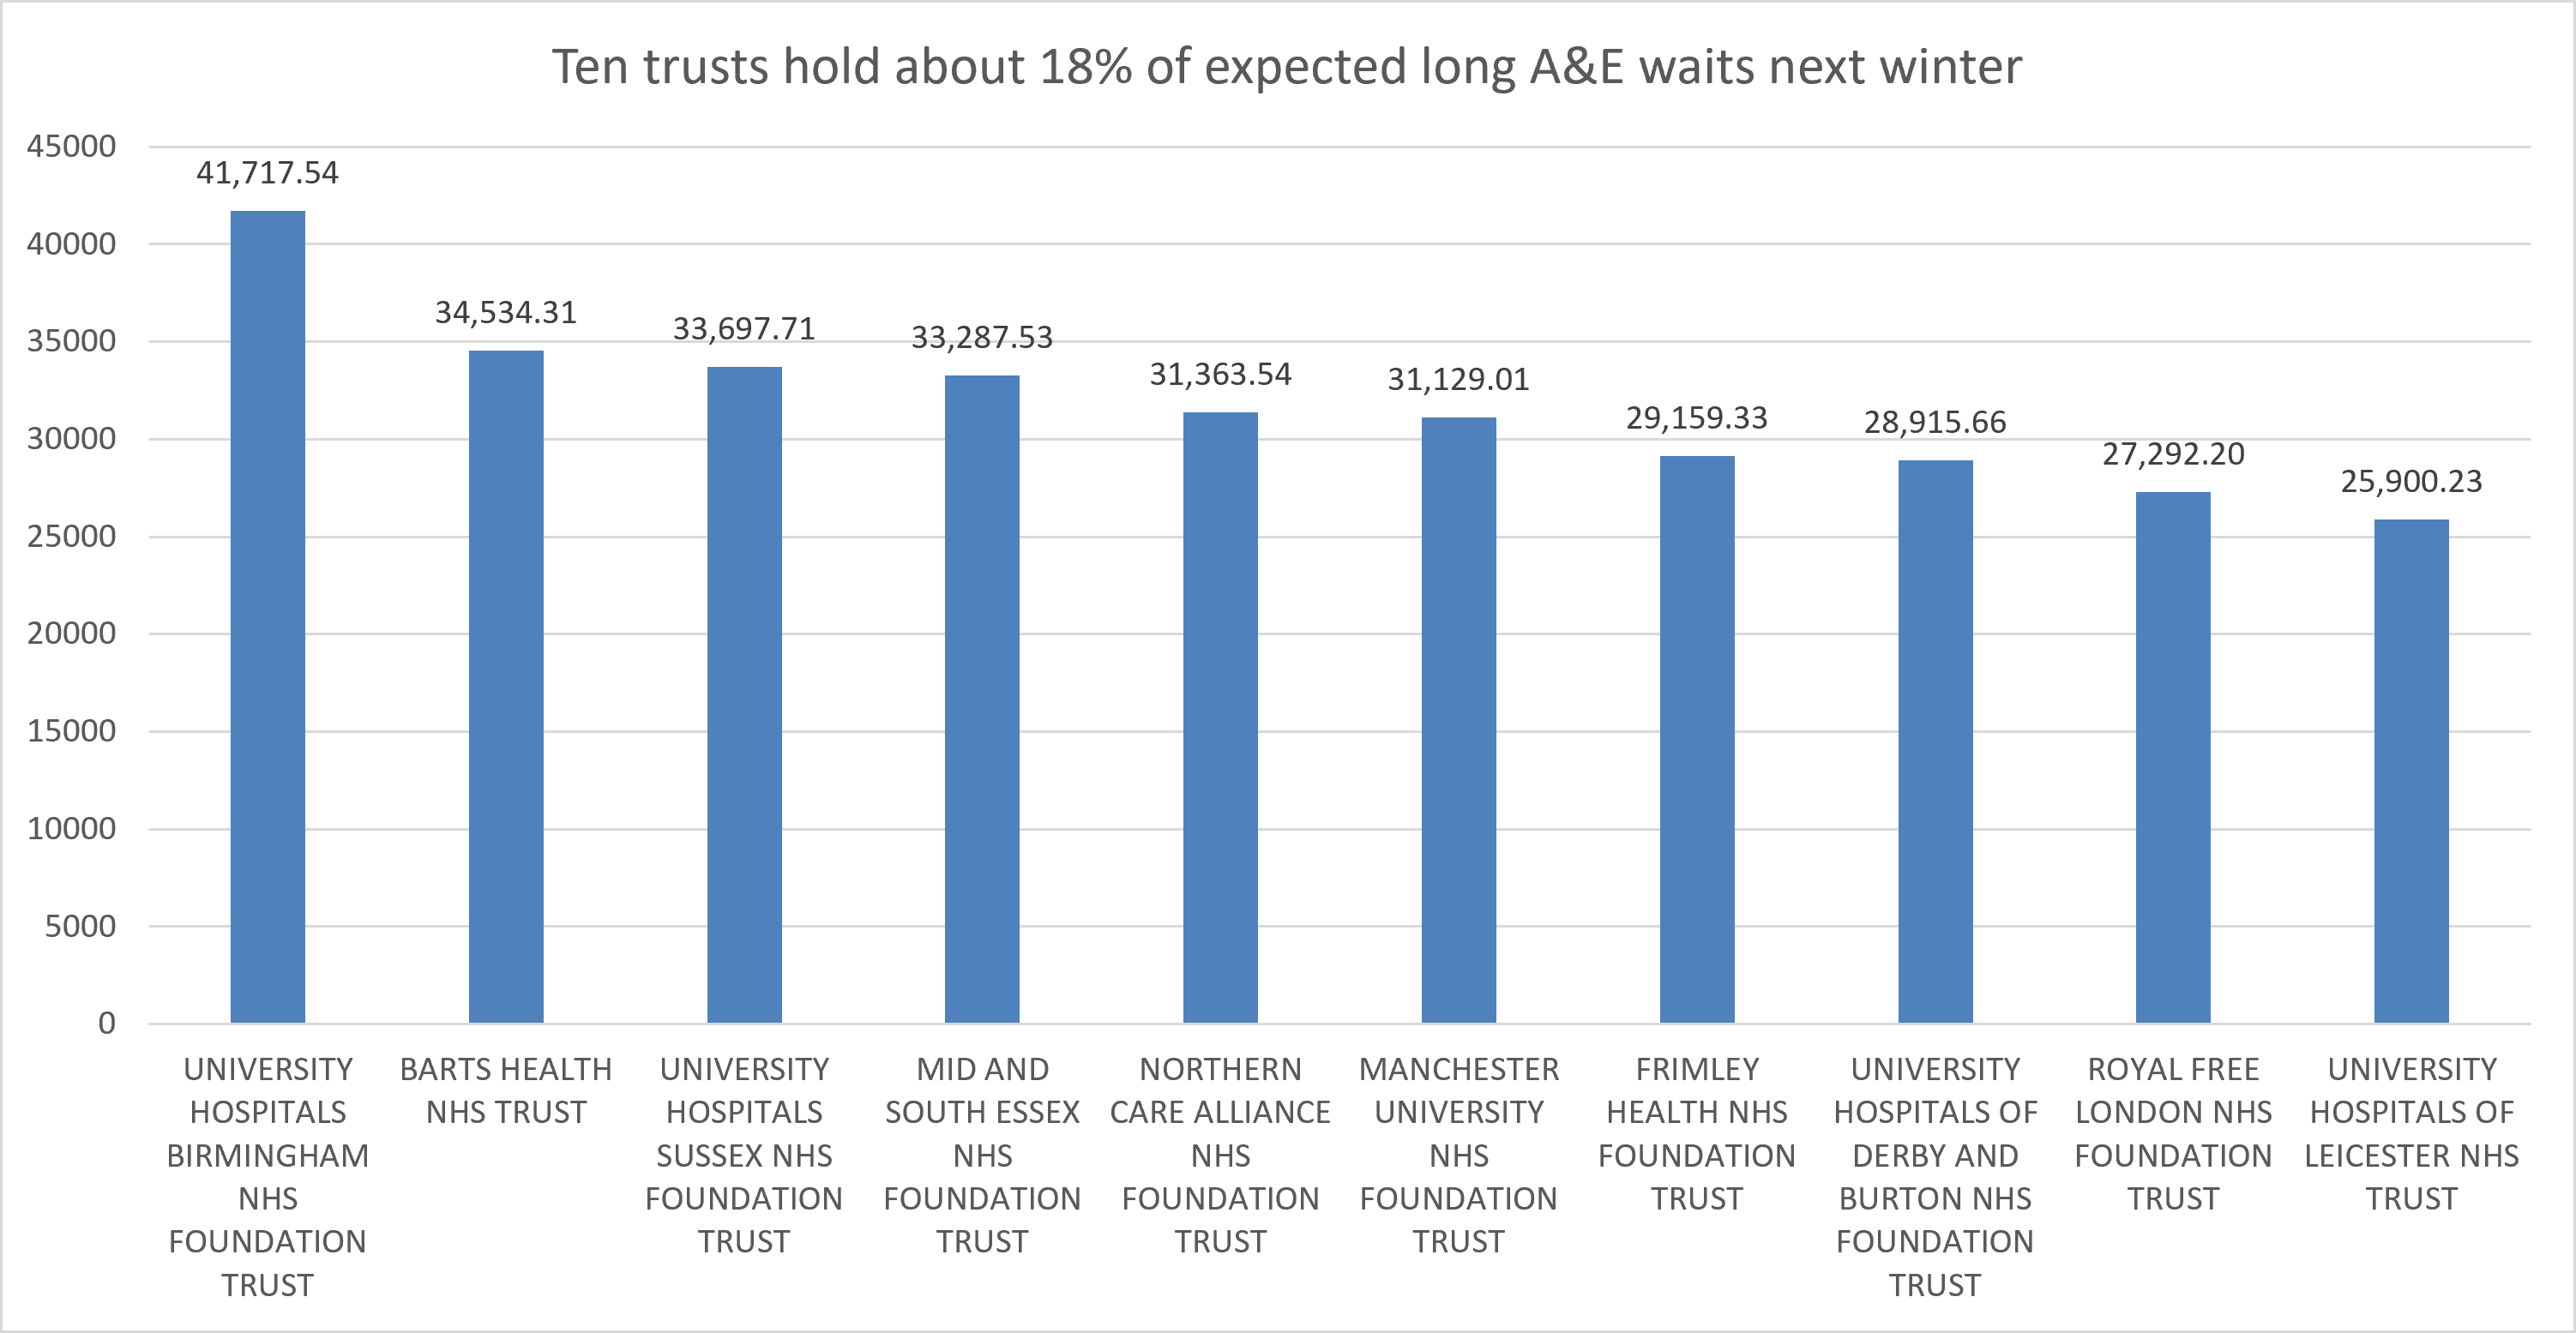 Ten trusts hold about 18% of expected long A&E waits next winter
45000
40000
35000
30000
25000
20000
15000
10000
5000
0
41,717.54
34,534.31
33,697.71
33,287.53
31,363.54
31,129.01
29,159.33
28,915.66
27,292.20
25,900.23
UNIVERSITY
HOSPITALS
BIRMINGHAM
NHS
FOUNDATION
TRUST
BARTS HEALTH
NHS TRUST
UNIVERSITY
HOSPITALS
SUSSEX NHS
FOUNDATION
TRUST
MID AND
SOUTH ESSEX
NHS
FOUNDATION
TRUST
NORTHERN
CARE ALLIANCE
NHS
FOUNDATION
TRUST
MANCHESTER
UNIVERSITY
NHS
FOUNDATION
TRUST
FRIMLEY
HEALTH NHS
FOUNDATION
TRUST
UNIVERSITY
HOSPITALS OF
DERBY AND
BURTON NHS
FOUNDATION
TRUST
ROYAL FREE
LONDON NHS
FOUNDATION
TRUST
UNIVERSITY
HOSPITALS OF
LEICESTER NHS
TRUST